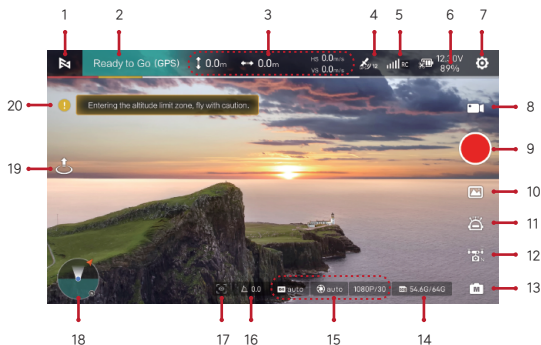 1 2 3 4 5 6 7
Ready to Go (GPS) 0.0m 0.0m HS 0.0m/s RC 12.20V
VS 0.0m/s 89%
20 Entering the altitude limit zone, fly with caution. 8
9
19
10
11
12
M 13
0.0 auto auto 1080P/30 54.6G/64G
18 17 16 15 14